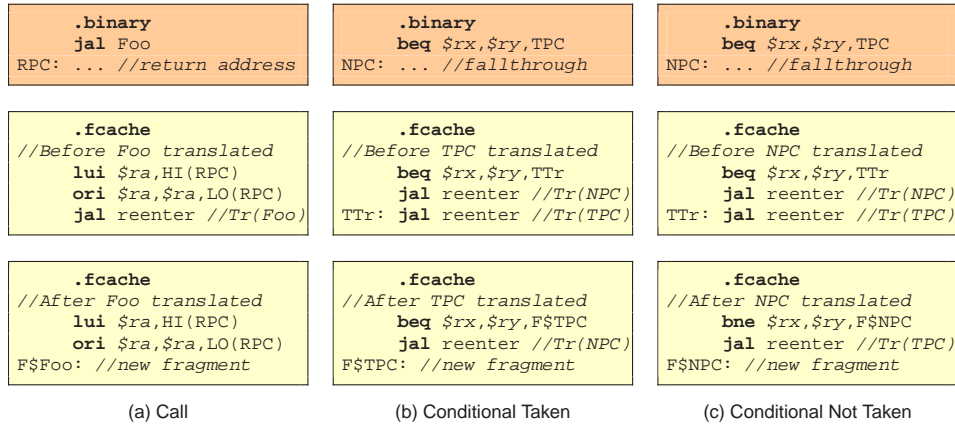 .binary
jal Foo
RPC: ... //return address
.fcache
//Before Foo translated
lui $ra,HI(RPC)
ori $ra,$ra,LO(RPC)
jal reenter //Tr(Foo)
.fcache
//After Foo translated
lui $ra,HI(RPC)
ori $ra,$ra,LO(RPC)
F$Foo: //new fragment
(a) Call
.binary
beq $rx,$ry,TPC
NPC: ... //fallthrough
.fcache
//Before TPC translated
beq $rx,$ry,TTr
jal reenter //Tr(NPC)
TTr: jal reenter //Tr(TPC)
.fcache
//After TPC translated
beq $rx,$ry,F$TPC
jal reenter //Tr(NPC)
F$TPC: //new fragment
(b) Conditional Taken
.binary
beq $rx,$ry,TPC
NPC: ... //fallthrough
.fcache
//Before NPC translated
beq $rx,$ry,TTr
jal reenter //Tr(NPC)
TTr: jal reenter //Tr(TPC)
.fcache
//After NPC translated
bne $rx,$ry,F$NPC
jal reenter //Tr(TPC)
F$NPC: //new fragment
(c) Conditional Not Taken